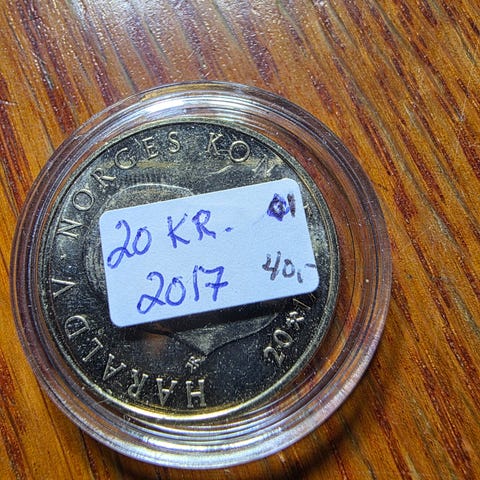 HARALD V · NORGES KON
20 KR. 01
2017 40,-
20